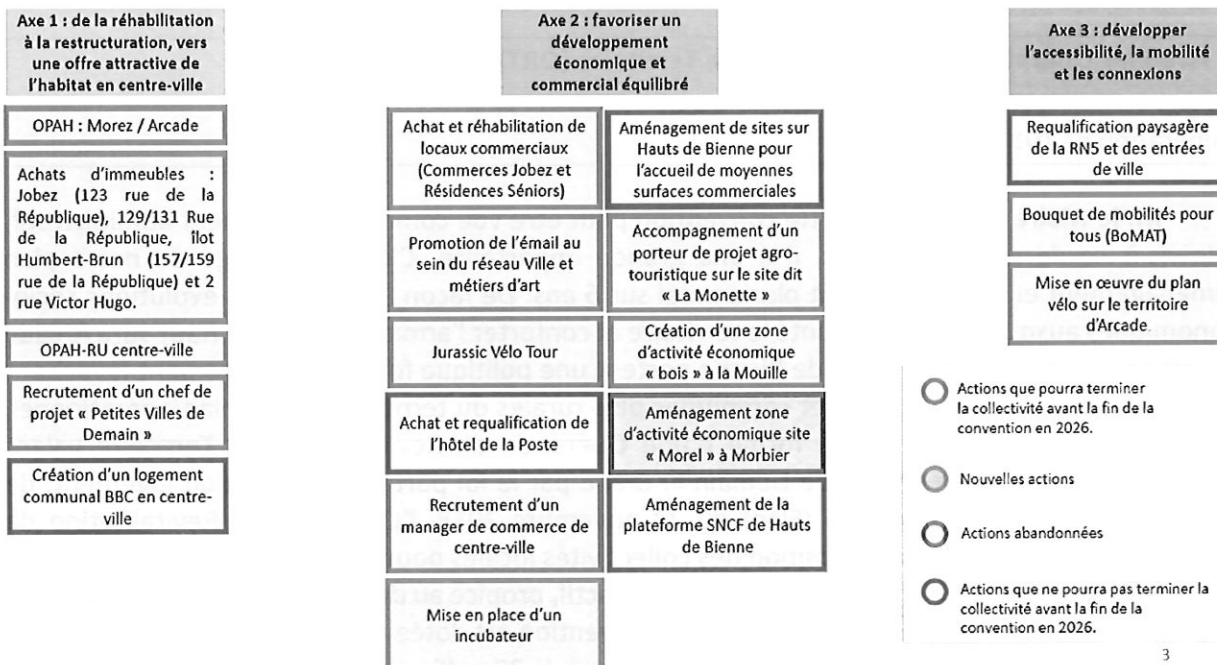 Axe 1 : de la réhabilitation
à la restructuration, vers
une offre attractive de
l'habitat en centre-ville
OPAH : Morez / Arcade
Achats d'immeubles :
Jobez (123 rue de la
République), 129/131 Rue
de la République, îlot
Humbert-Brun (157/159
rue de la République) et 2
rue Victor Hugo.
OPAH-RU centre-ville
Recrutement d'un chef de
projet « Petites Villes de
Demain »
Création d'un logement
communal BBC en centre-
ville
Axe 2 : favoriser un
développement
économique et
commercial équilibré
Achat et réhabilitation de
locaux commerciaux
(Commerces Jobez et
Résidences Séniors)
Promotion de l'émail au
sein du réseau Ville et
métiers d'art
Jurassic Vélo Tour
Achat et requalification de
l'hôtel de la Poste
Recrutement d'un
manager de commerce de
centre-ville
Mise en place d'un
incubateur
Aménagement de sites sur
Hauts de Bienne pour
l'accueil de moyennes
surfaces commerciales
Accompagnement d'un
porteur de projet agro-
touristique sur le site dit
« La Monette »
Création d'une zone
d'activité économique
« bois » à la Mouille
Aménagement zone
d'activité économique site
« Morel » à Morbier
Aménagement de la
plateforme SNCF de Hauts
de Bienne
Axe 3 : développer
l'accessibilité, la mobilité
et les connexions
Requalification paysagère
de la RN5 et des entrées
de ville
Bouquet de mobilités pour
tous (BoMAT)
Mise en œuvre du plan
vélo sur le territoire
d'Arcade.
Actions que pourra terminer
la collectivité avant la fin de la
convention en 2026.
Nouvelles actions
Actions abandonnées
Actions que ne pourra pas terminer la
collectivité avant la fin de la
convention en 2026.
3